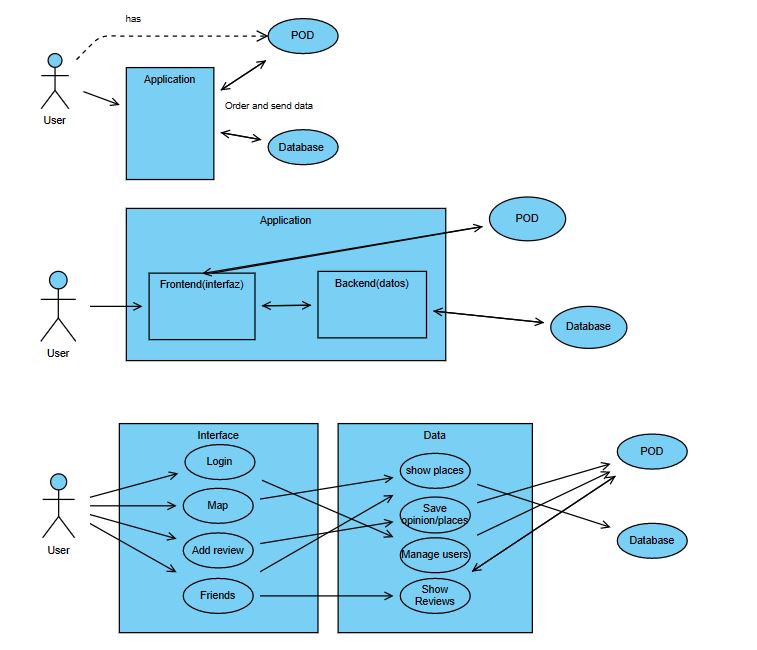 has
POD
Application
User
Order and send data
Database
Application
POD
Frontend(interfaz)
Backend(datos)
Database
User
Interface
Data
Login
show places
POD
Map
Save
opinion/places
Add review
Manage users
Database
User
Friends
Show
Reviews